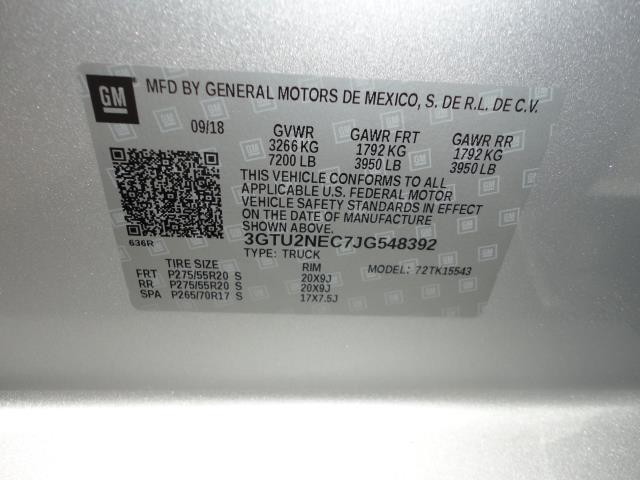 GM
MFD BY GENERAL MOTORS DE MEXICO, S. DE R.L. DE C.V.
09/18 GVWR GAWR FRT GAWR RR
3266 KG 1792 KG 1792 KG
7200 LB 3950 LB 3950 LB
THIS VEHICLE CONFORMS TO ALL
APPLICABLE U.S. FEDERAL MOTOR
VEHICLE SAFETY STANDARDS IN EFFECT
ON THE DATE OF MANUFACTURE
SHOWN ABOVE.
636R
3GTU2NEC7JG548392
TYPE: TRUCK
TIRE SIZE RIM MODEL: 72TK15543
FRT P275/55R20 S 20X9J
RR P275/55R20 S 20X9J
SPA P265/70R17 S 17X7.5J